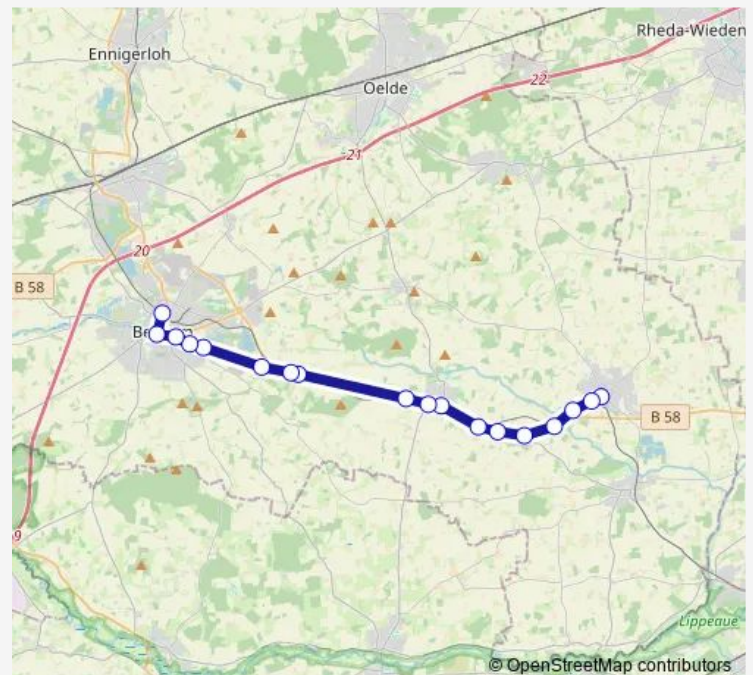 Ennigerloh
Rheda-Wieden
Oelde
22
21
20
B 58
B 58
9
Lippeaue
© OpenStreetMap contributors